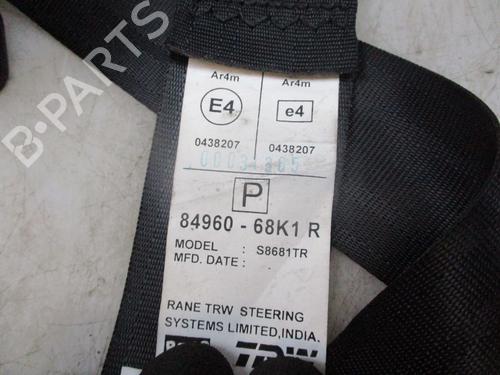 B-PARTS
Ar4m Ar4m
E4 e4
0438207 0438207
P
84960 - 68K1 R
MODEL : S8681TR
MFD. DATE :
RANE TRW STEERING
SYSTEMS LIMITED,INDIA.
TRW